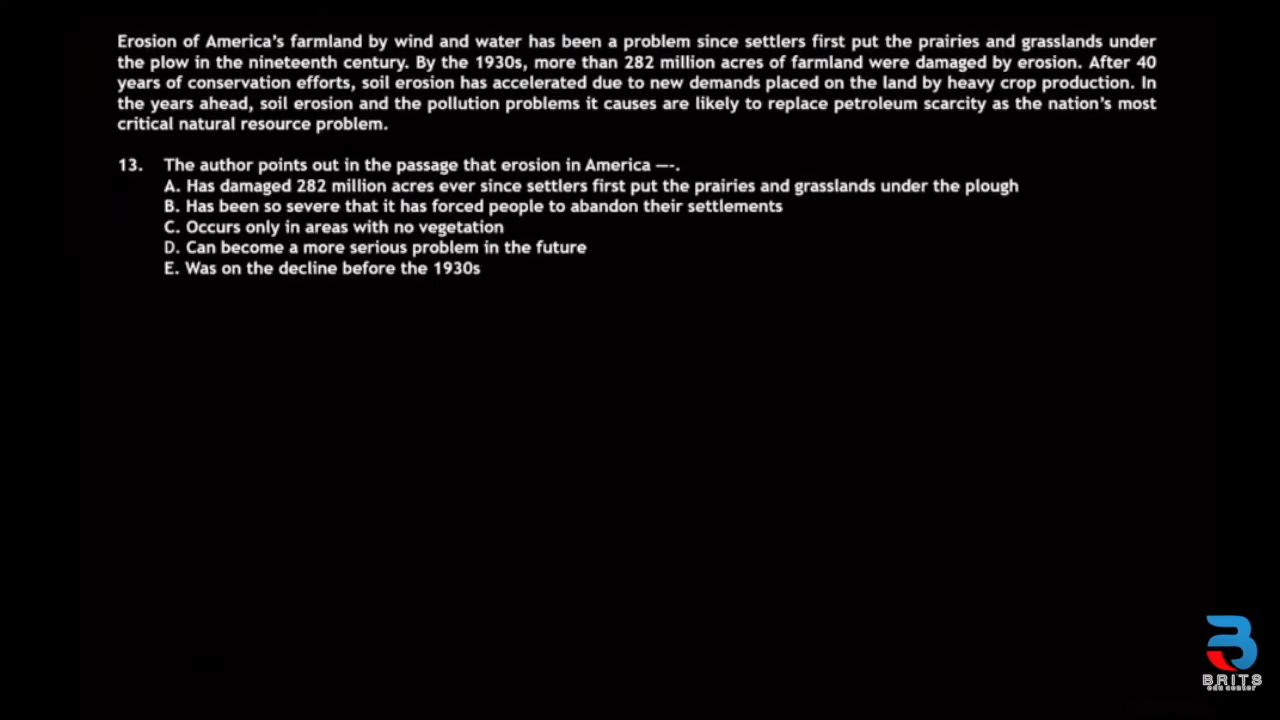 Erosion of America's farmland by wind and water has been a problem since settlers first put the prairies and grasslands under
the plow in the nineteenth century. By the 1930s, more than 282 million acres of farmland were damaged by erosion. After 40
years of conservation efforts, soil erosion has accelerated due to new demands placed on the land by heavy crop production. In
the years ahead, soil erosion and the pollution problems it causes are likely to replace petroleum scarcity as the nation's most
critical natural resource problem.
13. The author points out in the passage that erosion in America —-.
A. Has damaged 282 million acres ever since settlers first put the prairies and grasslands under the plough
B. Has been so severe that it has forced people to abandon their settlements
C. Occurs only in areas with no vegetation
D. Can become a more serious problem in the future
E. Was on the decline before the 1930s
BRITS
edu center